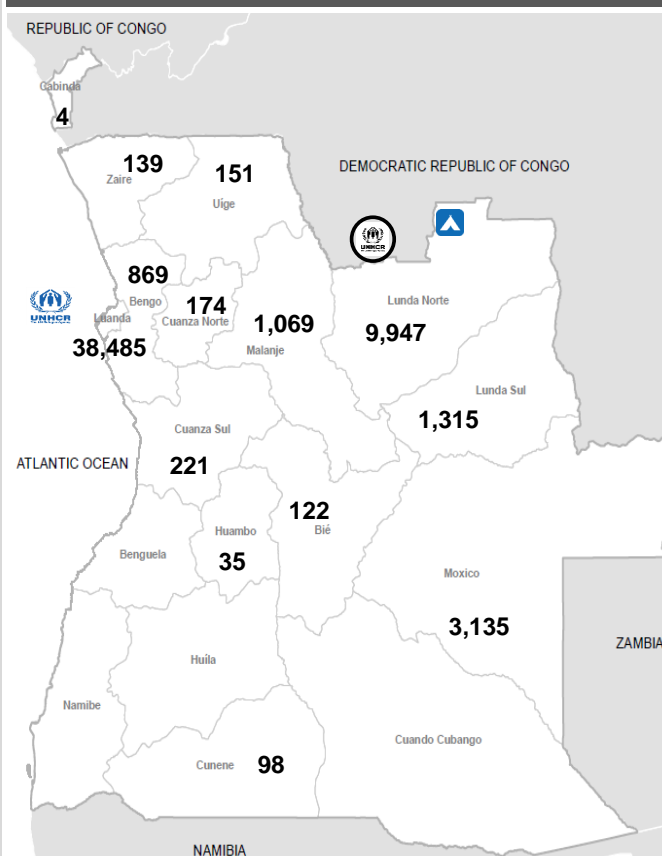 REPUBLIC OF CONGO
Cabinda
4
139
Zaire
151
Uige
DEMOCRATIC REPUBLIC OF CONGO
UNHCR
869
Bengo
174
Cuanza Norte
1,069
Malanje
Lunda Norte
9,947
UNHCR
Luanda
38,485
Lunda Sul
1,315
Cuanza Sul
221
ATLANTIC OCEAN
122
Bié
Huambo
35
Benguela
Moxico
3,135
ZAMBIA
Huíla
Namibe
Cuando Cubango
Cunene
98
NAMIBIA